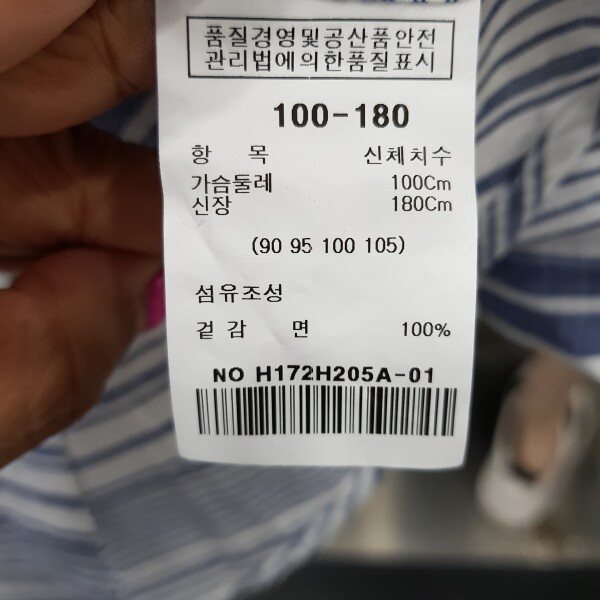 품질경영및공산품안전
관리법에의한품질표시
100-180
항 목 신체치수
가슴둘레 100Cm
신장 180Cm
(90 95 100 105)
섬유조성
겉감 면 100%
NO H172H205A-01